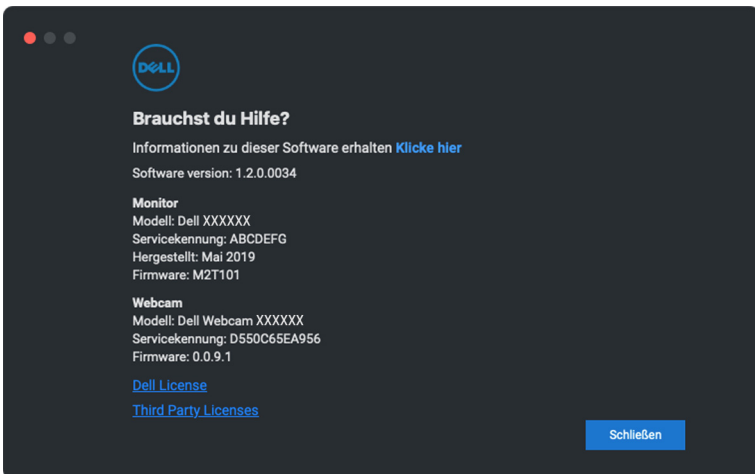 DELL
Brauchst du Hilfe?
Informationen zu dieser Software erhalten Klicke hier
Software version: 1.2.0.0034
Monitor
Modell: Dell XXXXXX
Servicekennung: ABCDEFG
Hergestellt: Mai 2019
Firmware: M2T101
Webcam
Modell: Dell Webcam XXXXXX
Servicekennung: D550C65EA956
Firmware: 0.0.9.1
Dell License
Third Party Licenses
Schließen